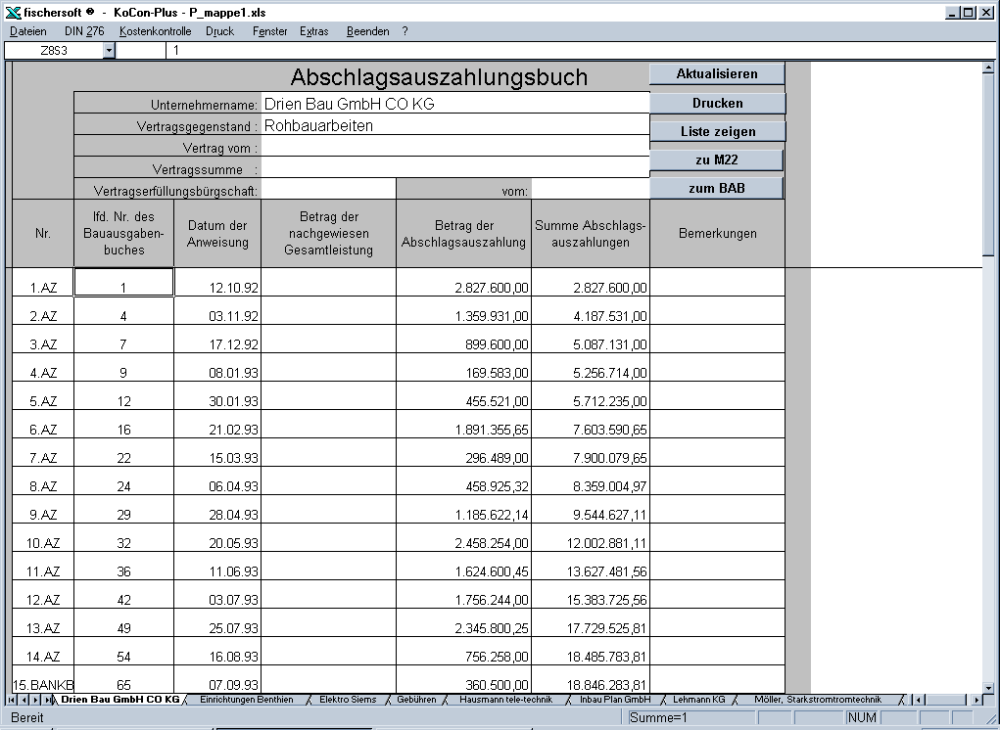 fischersoft ® - KoCon-Plus - P_mappe1.xls
Dateien DIN 276 Kostenkontrolle Druck Fenster Extras Beenden ?
Z8S3 1
Abschlagsauszahlungsbuch Aktualisieren
Unternehmername: Drien Bau GmbH CO KG Drucken
Vertragsgegenstand : Rohbauarbeiten Liste zeigen
Vertrag vom :
zu M22
Vertragssumme :
Vertragserfüllungsbürgschaft: vom: zum BAB
Nr. lfd. Nr. des Bauausgaben-buches Datum der Anweisung Betrag der nachgewiesen Gesamtleistung Betrag der Abschlagsauszahlung Summe Abschlags-auszahlungen Bemerkungen
1.AZ 1 12.10.92 2.827.600,00 2.827.600,00
2.AZ 4 03.11.92 1.359.931,00 4.187.531,00
3.AZ 7 17.12.92 899.600,00 5.087.131,00
4.AZ 9 08.01.93 169.583,00 5.256.714,00
5.AZ 12 30.01.93 455.521,00 5.712.235,00
6.AZ 16 21.02.93 1.891.355,65 7.603.590,65
7.AZ 22 15.03.93 296.489,00 7.900.079,65
8.AZ 24 06.04.93 458.925,32 8.359.004,97
9.AZ 29 28.04.93 1.185.622,14 9.544.627,11
10.AZ 32 20.05.93 2.458.254,00 12.002.881,11
11.AZ 36 11.06.93 1.624.600,45 13.627.481,56
12.AZ 42 03.07.93 1.756.244,00 15.383.725,56
13.AZ 49 25.07.93 2.345.800,25 17.729.525,81
14.AZ 54 16.08.93 756.258,00 18.485.783,81
15.BANKB 65 07.09.93 360.500,00 18.846.283,81
Drien Bau GmbH CO KG Einrichtungen Benthien Elektro Siems Gebühren Hausmann tele-technik Inbau Plan GmbH Lehmann KG Möller, Starkstromtromtechnik
Bereit Summe=1 NUM